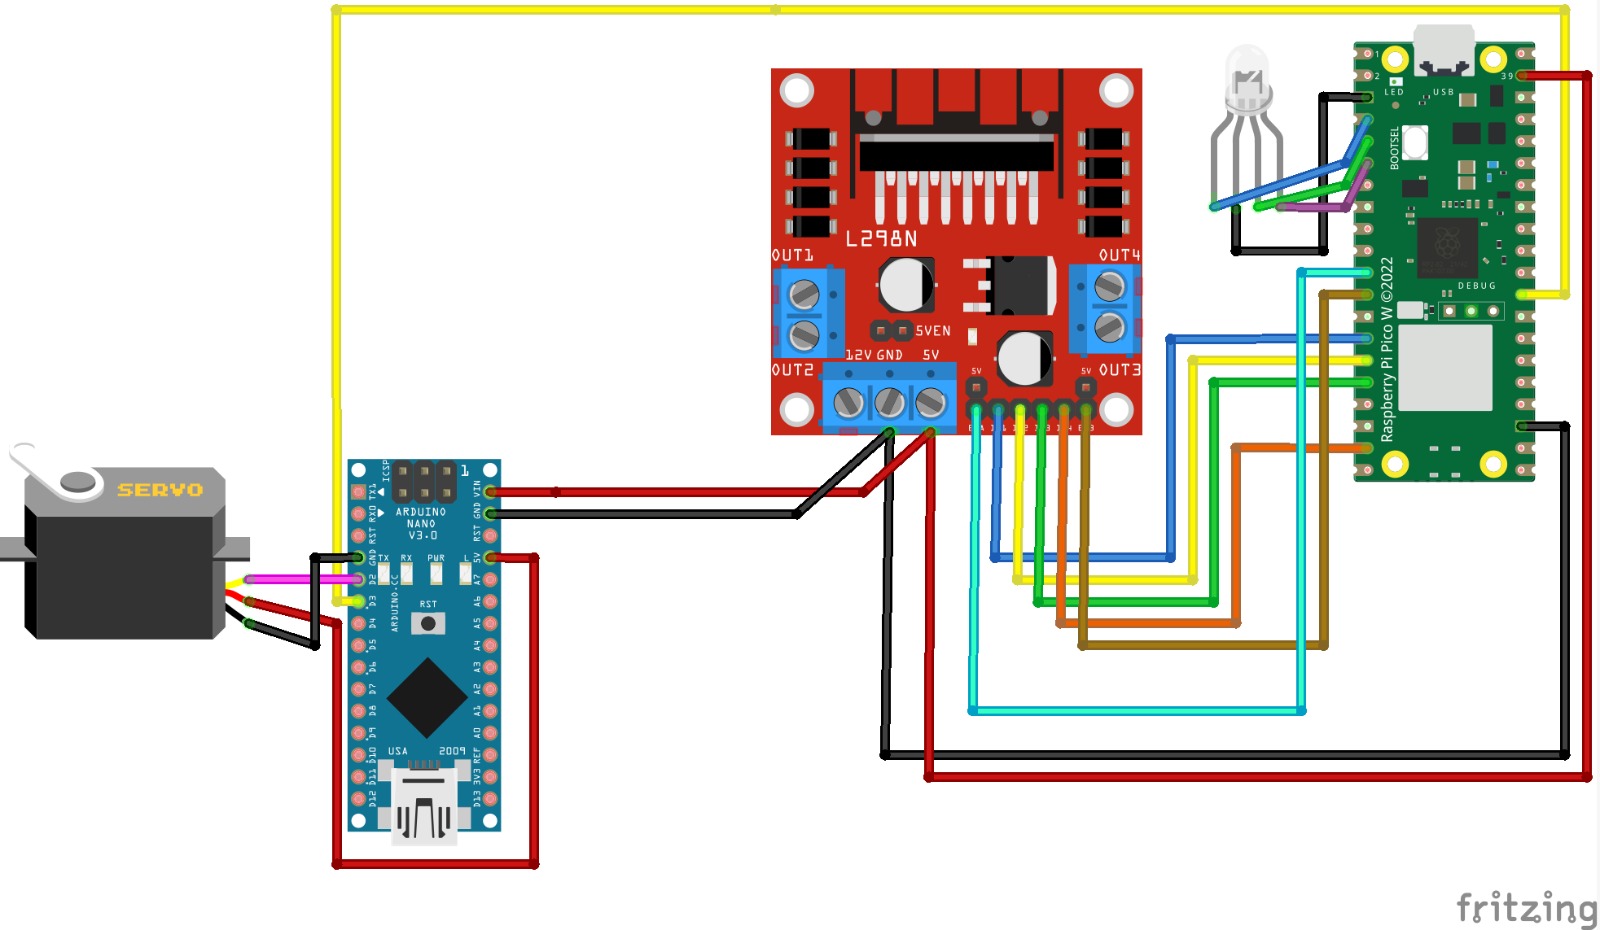 1
2
39
LED
USB
BOOTSEL
DEBUG
Raspberry Pi Pico W ©2022
L298N
OUT1
OUT4
5VEN
12V GND 5V
OUT2
OUT3
5V
5V
SERVO
ICSP
1
ARDUINO
NANO
V3.0
TX RX PWR L
ARDUINO.CC
RST
TX1
RX0
RST
GND
D2
D3
D4
D5
D6
D7
D8
D9
D10
D11
D12
VIN
GND
RST
5V
A7
A6
A5
A4
A3
A2
A1
A0
REF
3V3
D13
USA 2009
fritzing